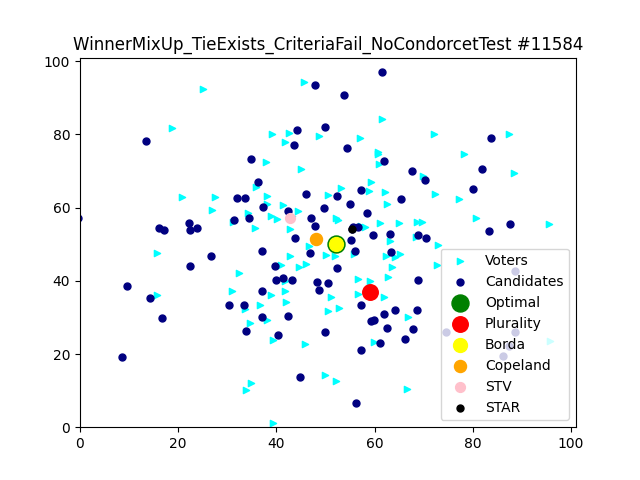 WinnerMixUp_TieExists_CriteriaFail_NoCondorcetTest #11584
100
80
60
40
20
0
0 20 40 60 80 100
Voters
Candidates
Optimal
Plurality
Borda
Copeland
STV
STAR